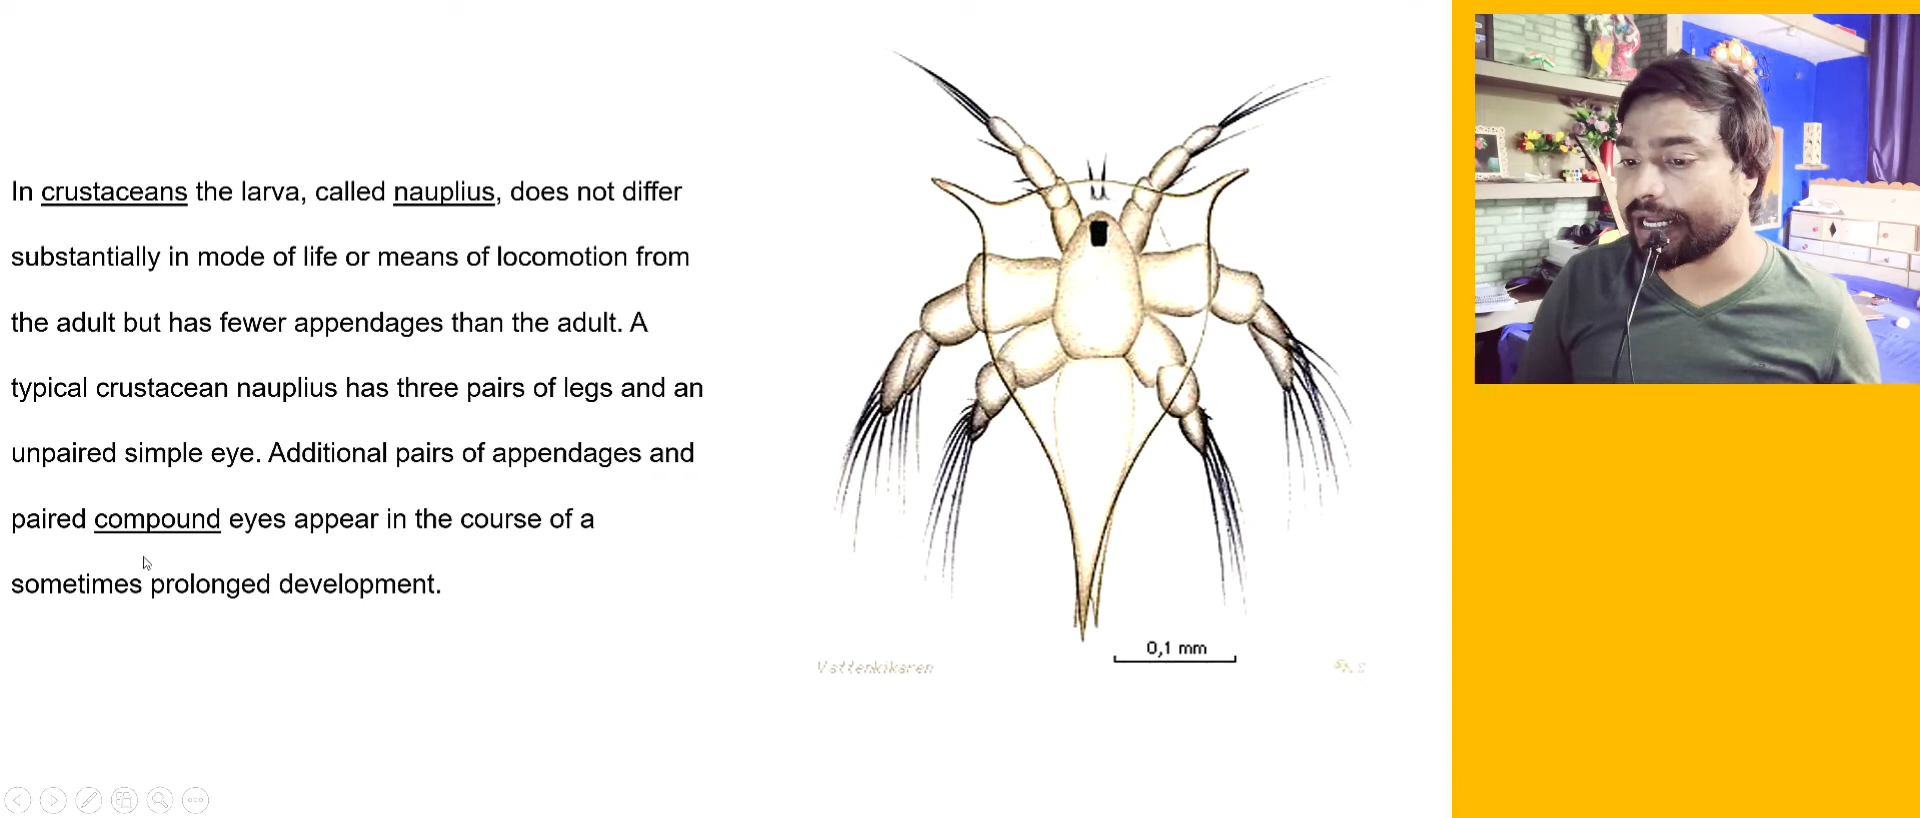 In crustaceans the larva, called nauplius, does not differ
substantially in mode of life or means of locomotion from
the adult but has fewer appendages than the adult. A
typical crustacean nauplius has three pairs of legs and an
unpaired simple eye. Additional pairs of appendages and
paired compound eyes appear in the course of a
sometimes prolonged development.
0,1 mm
Vattenkikaren